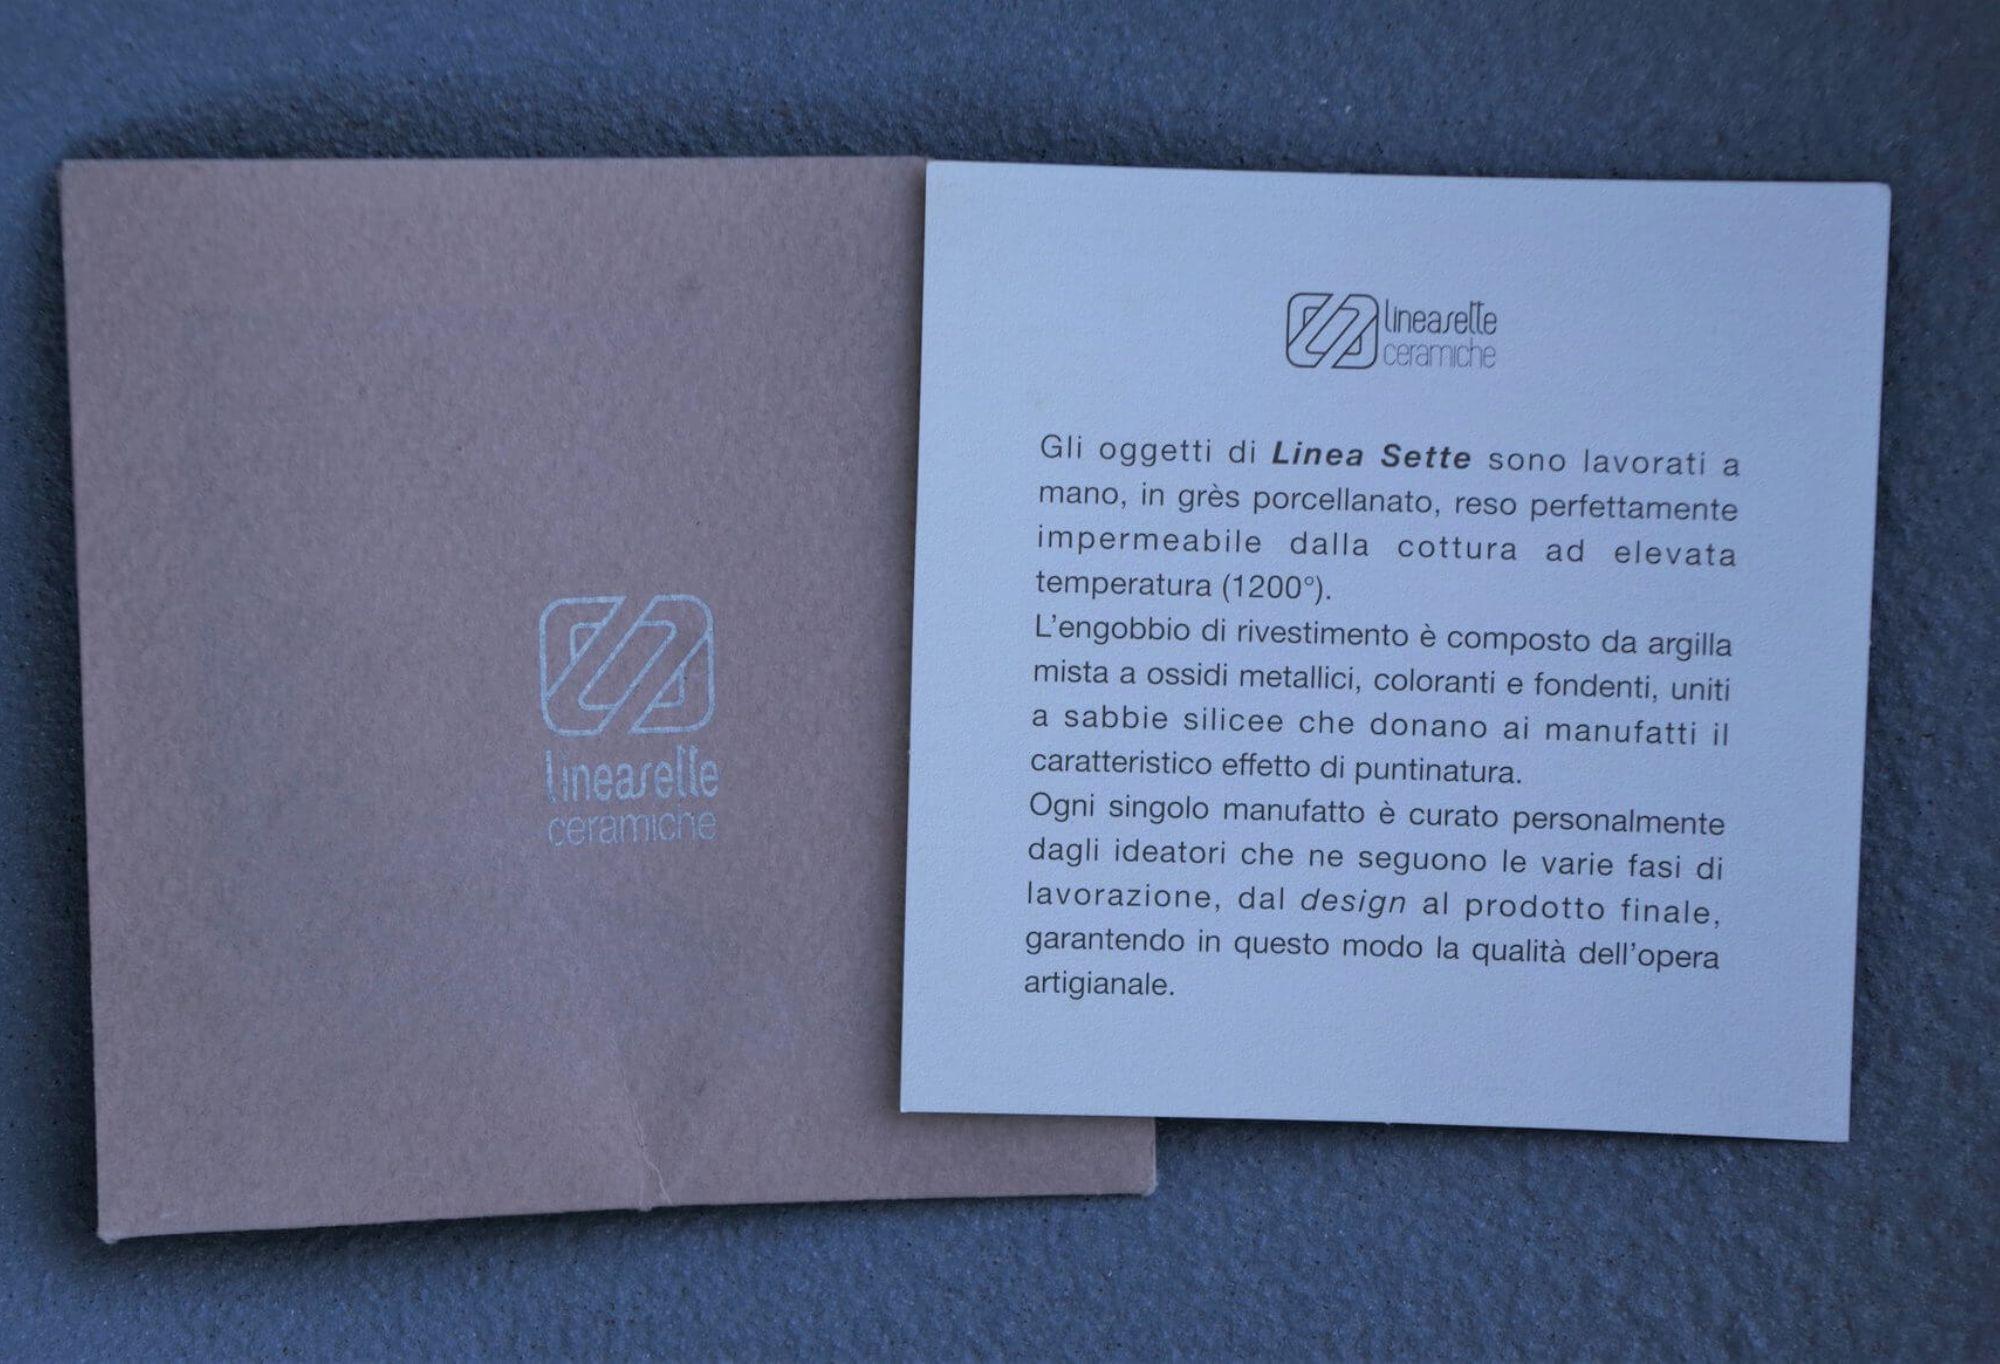 lineasette
ceramiche
lineasette
ceramiche
Gli oggetti di Linea Sette sono lavorati a
mano, in grès porcellanato, reso perfettamente
impermeabile dalla cottura ad elevata
temperatura (1200°).
L'engobbio di rivestimento è composto da argilla
mista a ossidi metallici, coloranti e fondenti, uniti
a sabbie silicee che donano ai manufatti il
caratteristico effetto di puntinatura.
Ogni singolo manufatto è curato personalmente
dagli ideatori che ne seguono le varie fasi di
lavorazione, dal design al prodotto finale,
garantendo in questo modo la qualità dell'opera
artigianale.